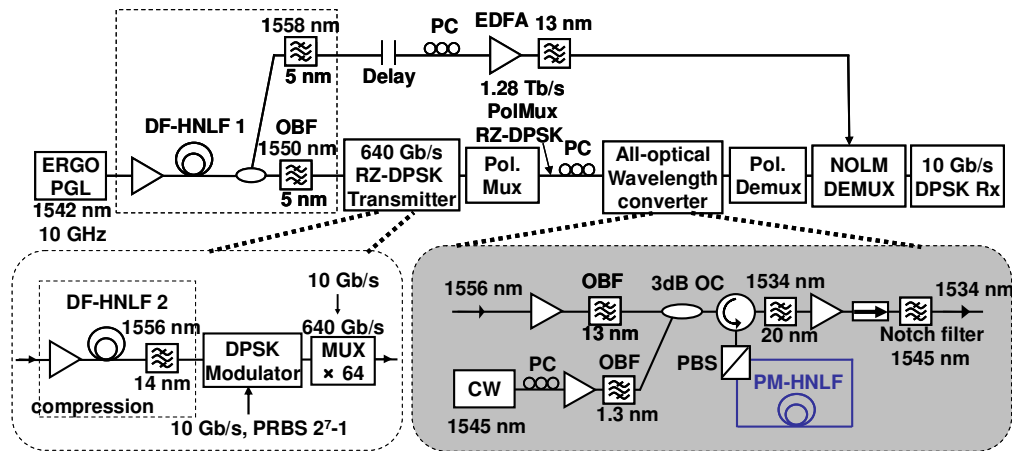 1558 nm
5 nm
Delay
PC
EDFA
13 nm
1.28 Tb/s
PolMux
RZ-DPSK
DF-HNLF 1
OBF
1550 nm
5 nm
ERGO
PGL
1542 nm
10 GHz
640 Gb/s
RZ-DPSK
Transmitter
Pol.
Mux
PC
All-optical
Wavelength
converter
Pol.
Demux
NOLM
DEMUX
10 Gb/s
DPSK Rx
DF-HNLF 2
1556 nm
14 nm
compression
DPSK
Modulator
10 Gb/s, PRBS 2⁷-1
10 Gb/s
640 Gb/s
MUX
× 64
1556 nm
OBF
13 nm
3dB OC
1534 nm
20 nm
1534 nm
Notch filter
1545 nm
CW
1545 nm
PC
OBF
1.3 nm
PBS
PM-HNLF